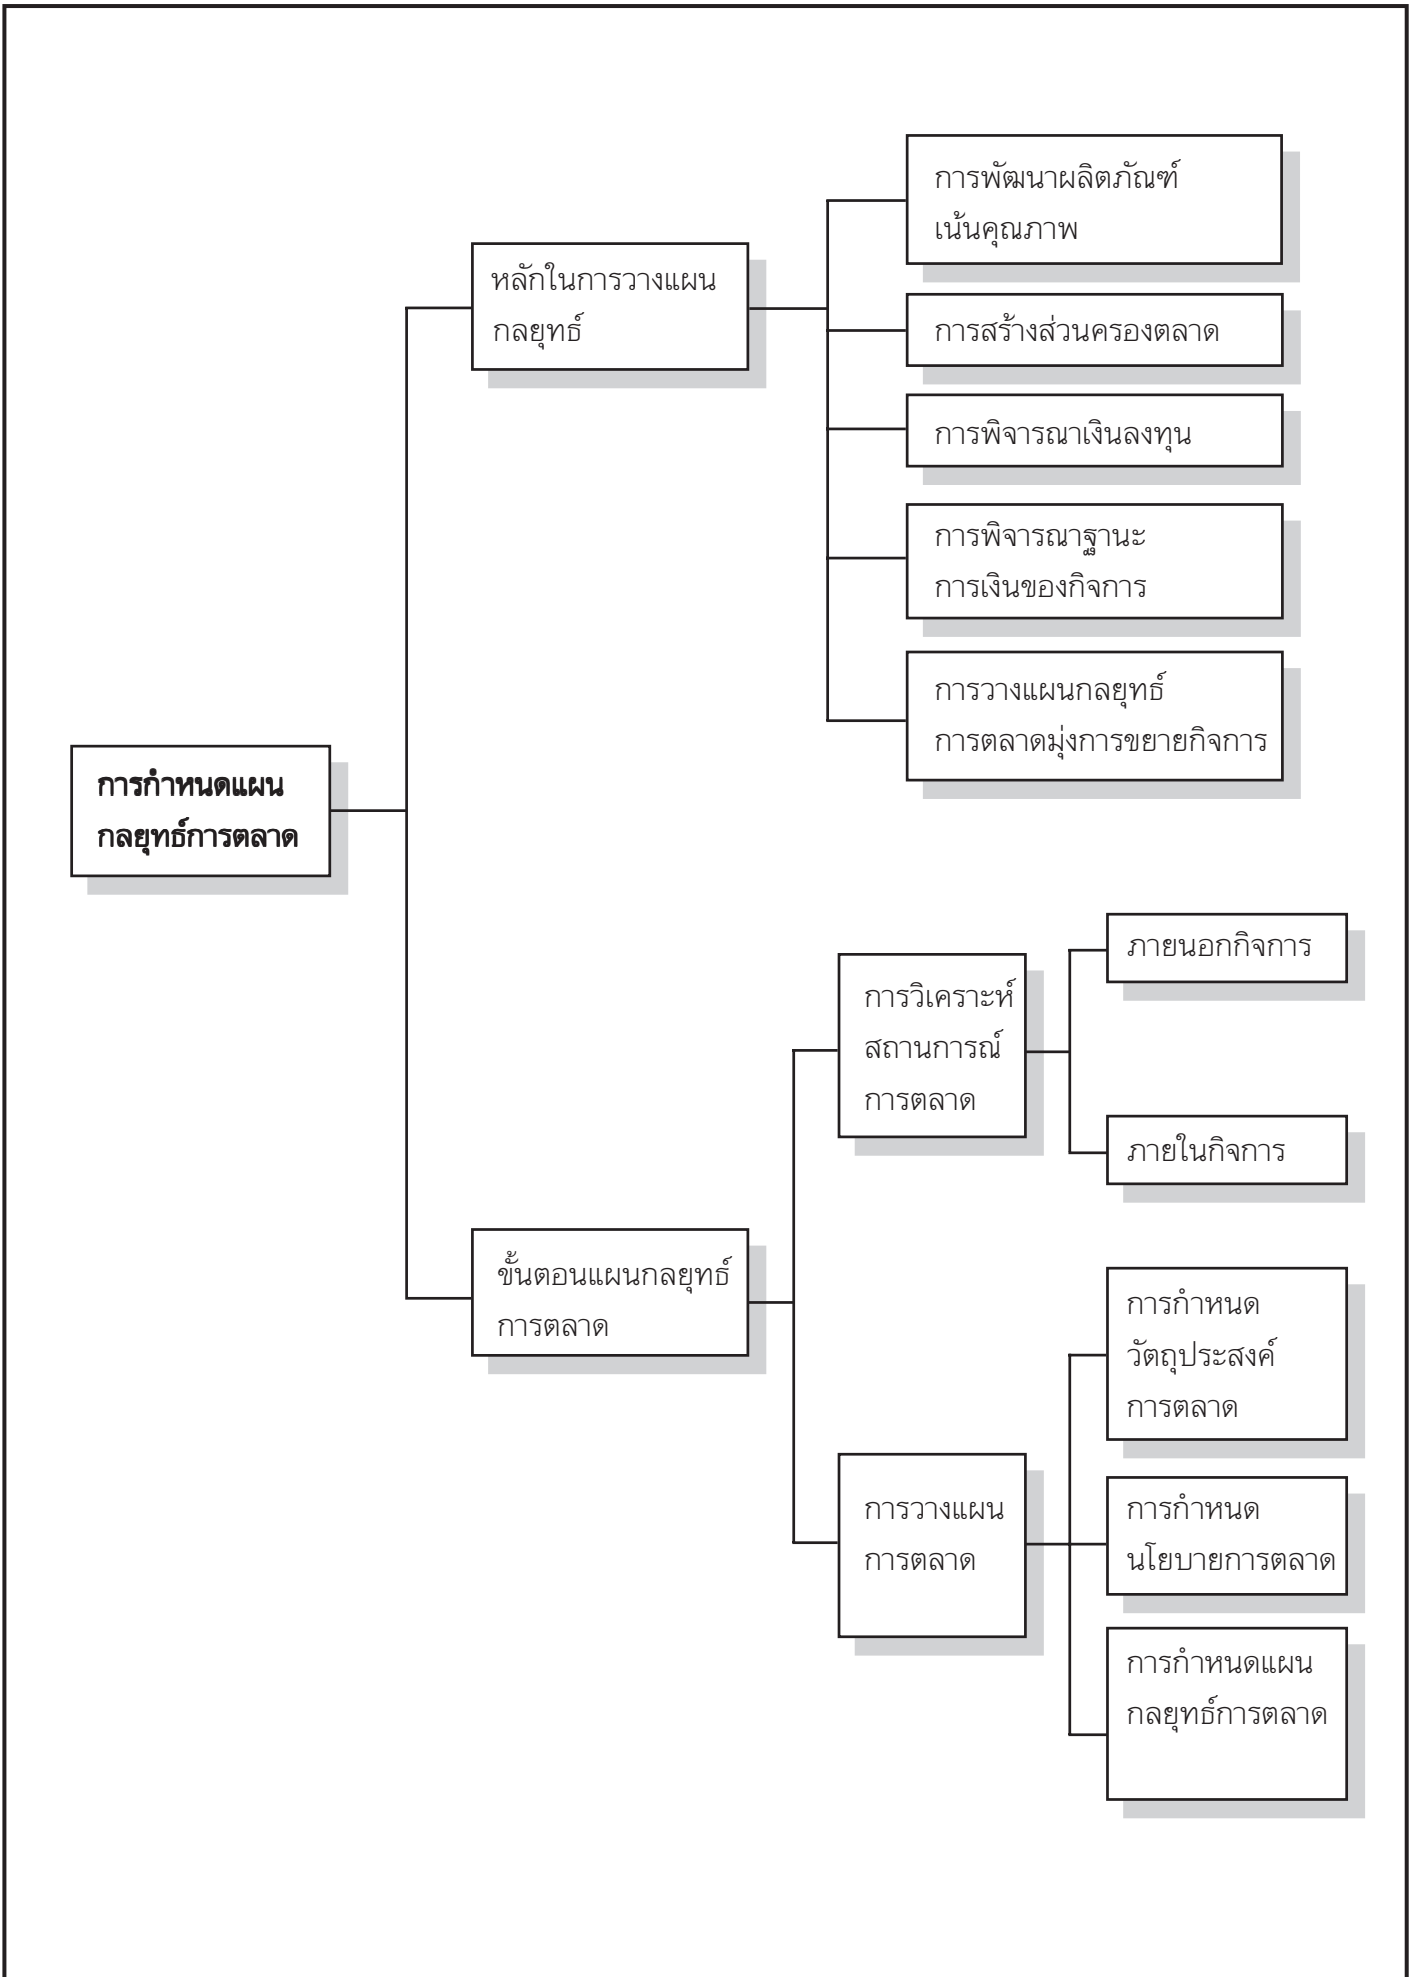 การพัฒนาผลิตภัณฑ์
เน้นคุณภาพ
หลักในการวางแผน
กลยุทธ์
การสร้างส่วนครองตลาด
การพิจารณาเงินลงทุน
การพิจารณาฐานะ
การเงินของกิจการ
การวางแผนกลยุทธ์
การตลาดมุ่งการขยายกิจการ
การกำหนดแผน
กลยุทธ์การตลาด
ภายนอกกิจการ
การวิเคราะห์
สถานการณ์
การตลาด
ภายในกิจการ
ขั้นตอนแผนกลยุทธ์
การตลาด
การกำหนด
วัตถุประสงค์
การตลาด
การวางแผน
การตลาด
การกำหนด
นโยบายการตลาด
การกำหนดแผน
กลยุทธ์การตลาด